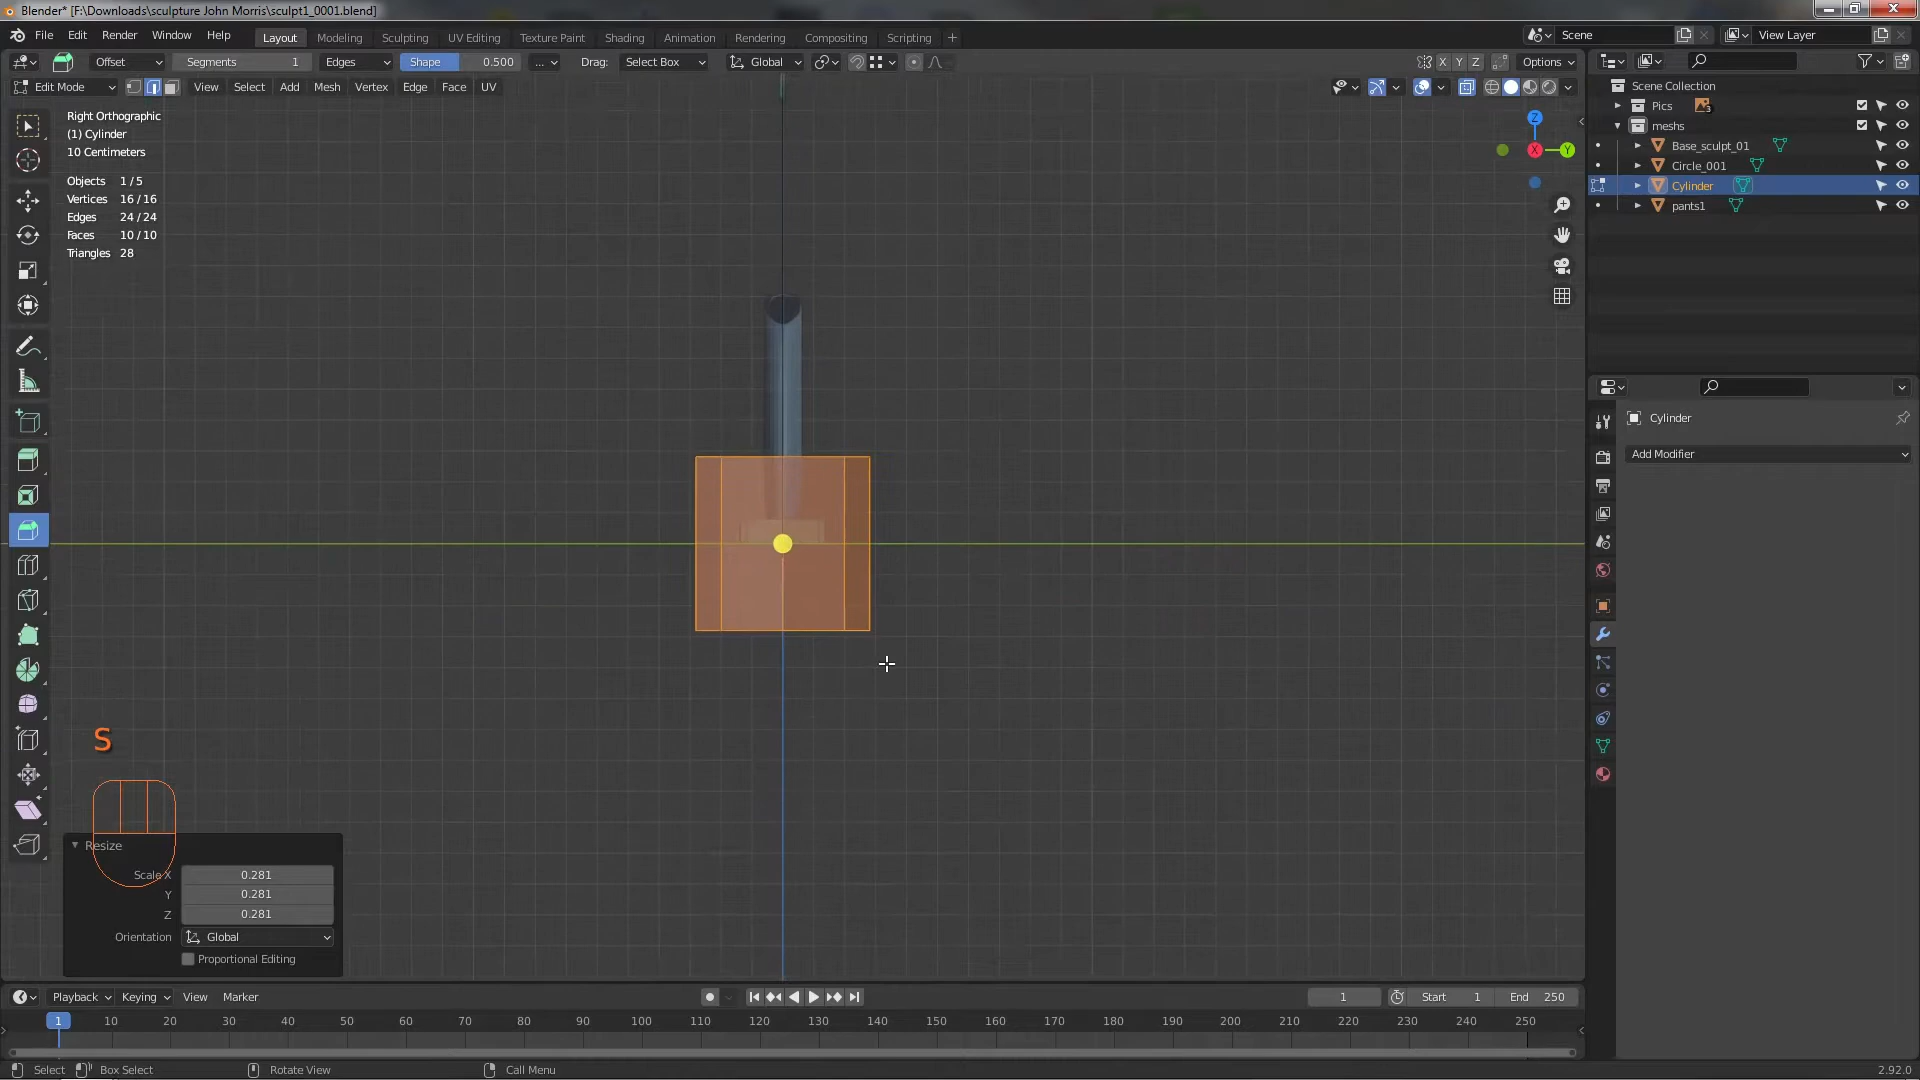 Blender* [F:\Downloads\sculpture John Morris\sculpt1_0001.blend]
File Edit Render Window Help Layout Modeling Sculpting UV Editing Texture Paint Shading Animation Rendering Compositing Scripting + Scene View Layer
Offset Segments 1 Edges Shape 0.500 ... Drag: Select Box Global X Y Z Options
Edit Mode View Select Add Mesh Vertex Edge Face UV
Scene Collection
Pics 3
meshs
Base_sculpt_01
Circle_001
Cylinder
pants1
Right Orthographic
(1) Cylinder
10 Centimeters
Objects 1 / 5
Vertices 16 / 16
Edges 24 / 24
Faces 10 / 10
Triangles 28
Z
X
Y
Cylinder
Add Modifier
S
Resize
Scale X 0.281
Y 0.281
Z 0.281
Orientation Global
Proportional Editing
Playback Keying View Marker 1 Start 1 End 250
1 10 20 30 40 50 60 70 80 90 100 110 120 130 140 150 160 170 180 190 200 210 220 230 240 250
Select Box Select Rotate View Call Menu 2.92.0